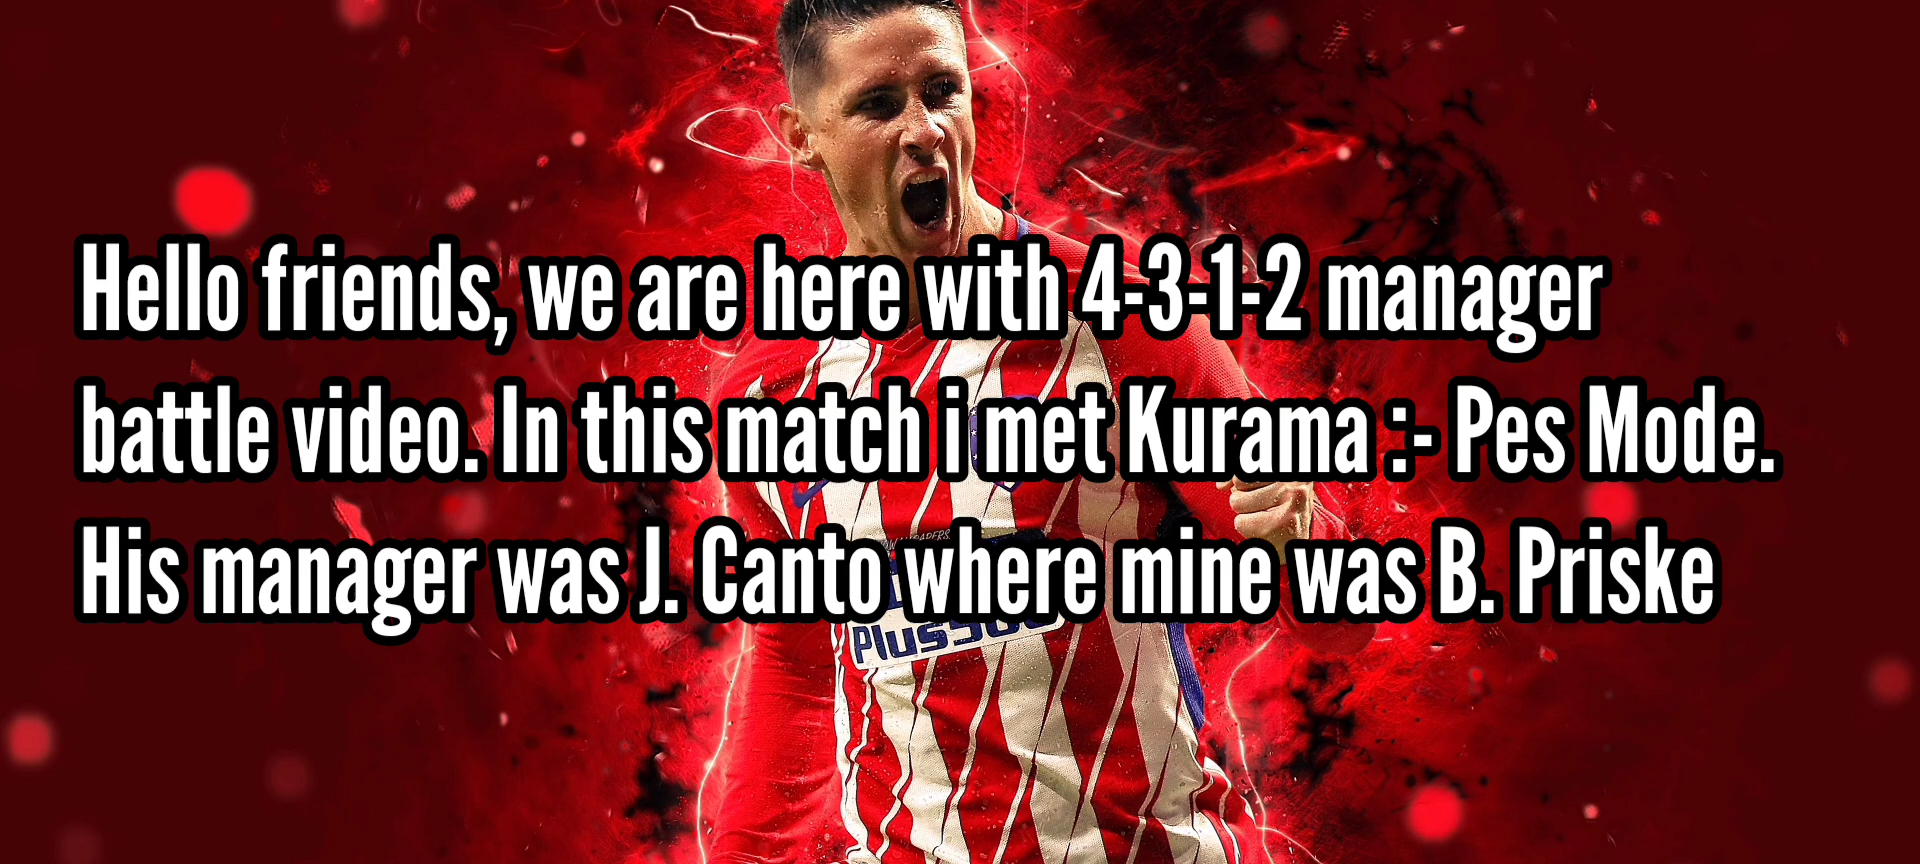 Hello friends, we are here with 4-3-1-2 manager
battle video. In this match i met Kurama :- Pes Mode.
His manager was J. Canto where mine was B. Priske